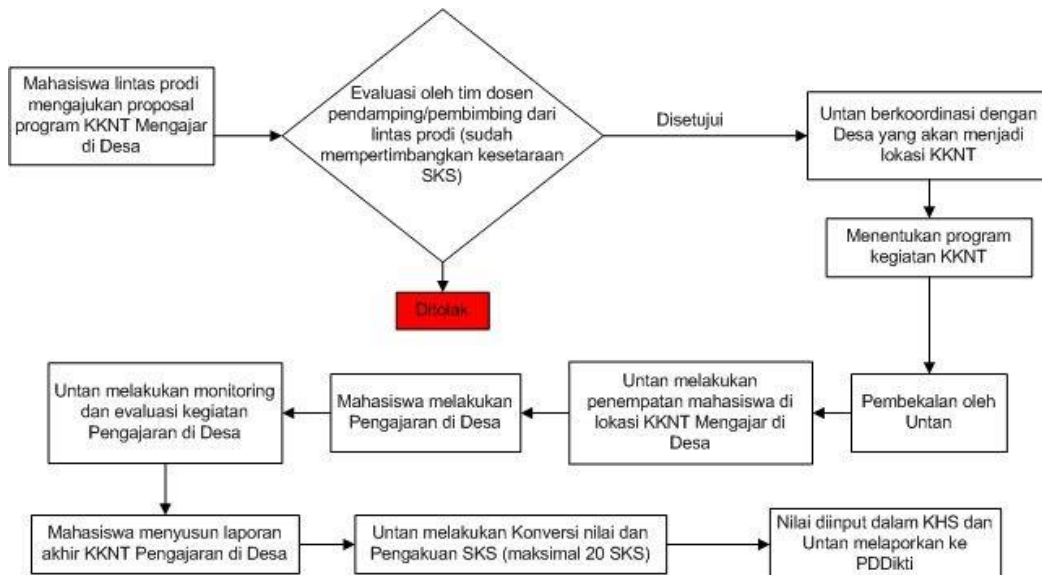 Mahasiswa lintas prodi
mengajukan proposal
program KKNT Mengajar
di Desa
Evaluasi oleh tim dosen
pendamping/pembimbing dari
lintas prodi (sudah
mempertimbangkan kesetaraan
SKS)
Disetujui
Untan berkoordinasi dengan
Desa yang akan menjadi
lokasi KKNT
Menentukan program
kegiatan KKNT
Ditolak
Pembekalan oleh
Untan
Untan melakukan
penempatan mahasiswa di
lokasi KKNT Mengajar di
Desa
Mahasiswa melakukan
Pengajaran di Desa
Untan melakukan monitoring
dan evaluasi kegiatan
Pengajaran di Desa
Mahasiswa menyusun laporan
akhir KKNT Pengajaran di Desa
Untan melakukan Konversi nilai dan
Pengakuan SKS (maksimal 20 SKS)
Nilai diinput dalam KHS dan
Untan melaporkan ke
PDDikti